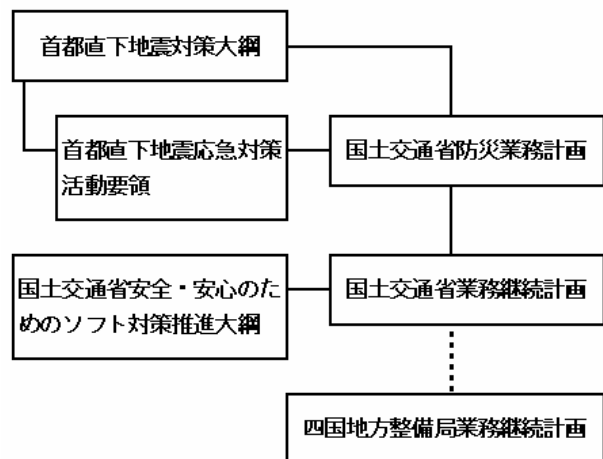 首都直下地震対策大綱
首都直下地震応急対策
活動要領
国土交通省防災業務計画
国土交通省安全・安心のた
めのソフト対策推進大綱
国土交通省業務継続計画
四国地方整備局業務継続計画